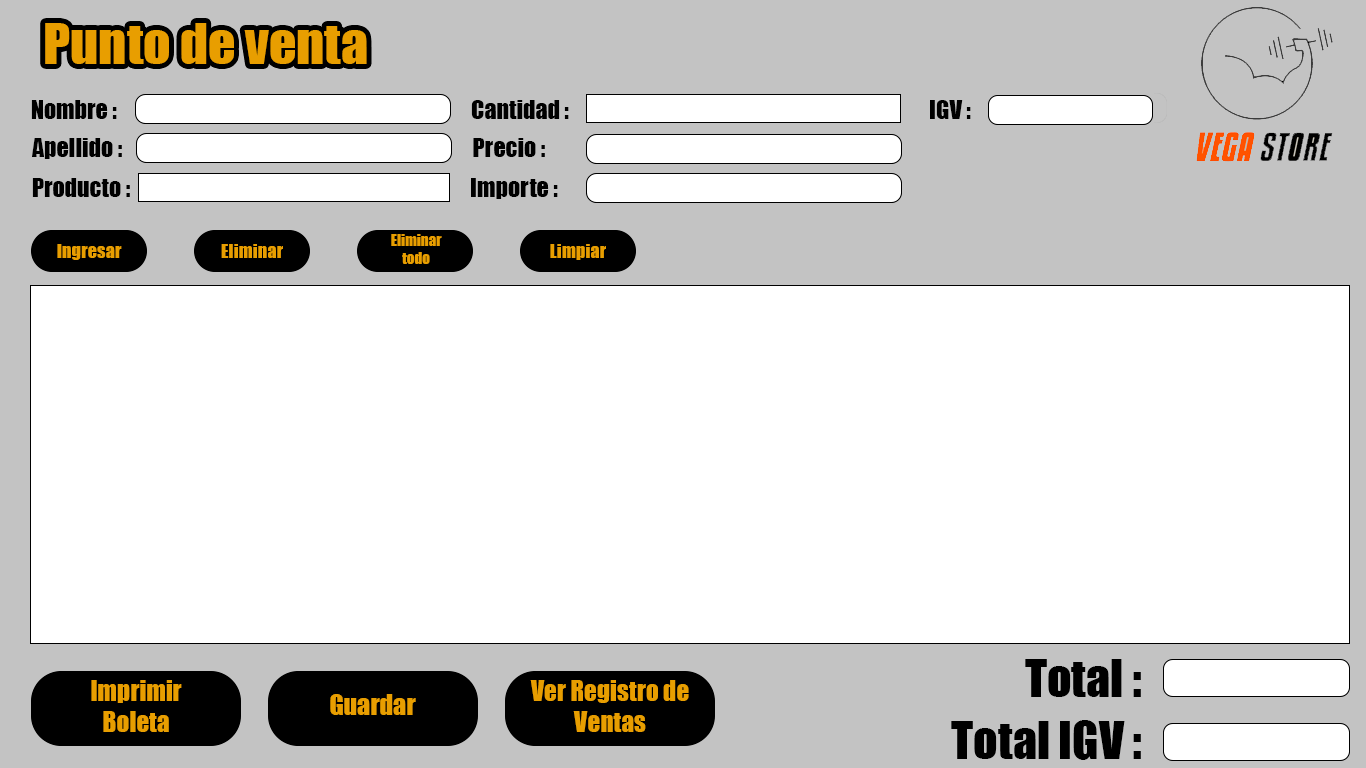 Punto de venta
Nombre :
Cantidad :
IGV :
Apellido :
Precio :
VEGA STORE
Producto :
Importe :
Ingresar
Eliminar
Eliminar
todo
Limpiar
Imprimir
Boleta
Guardar
Ver Registro de
Ventas
Total :
Total IGV :